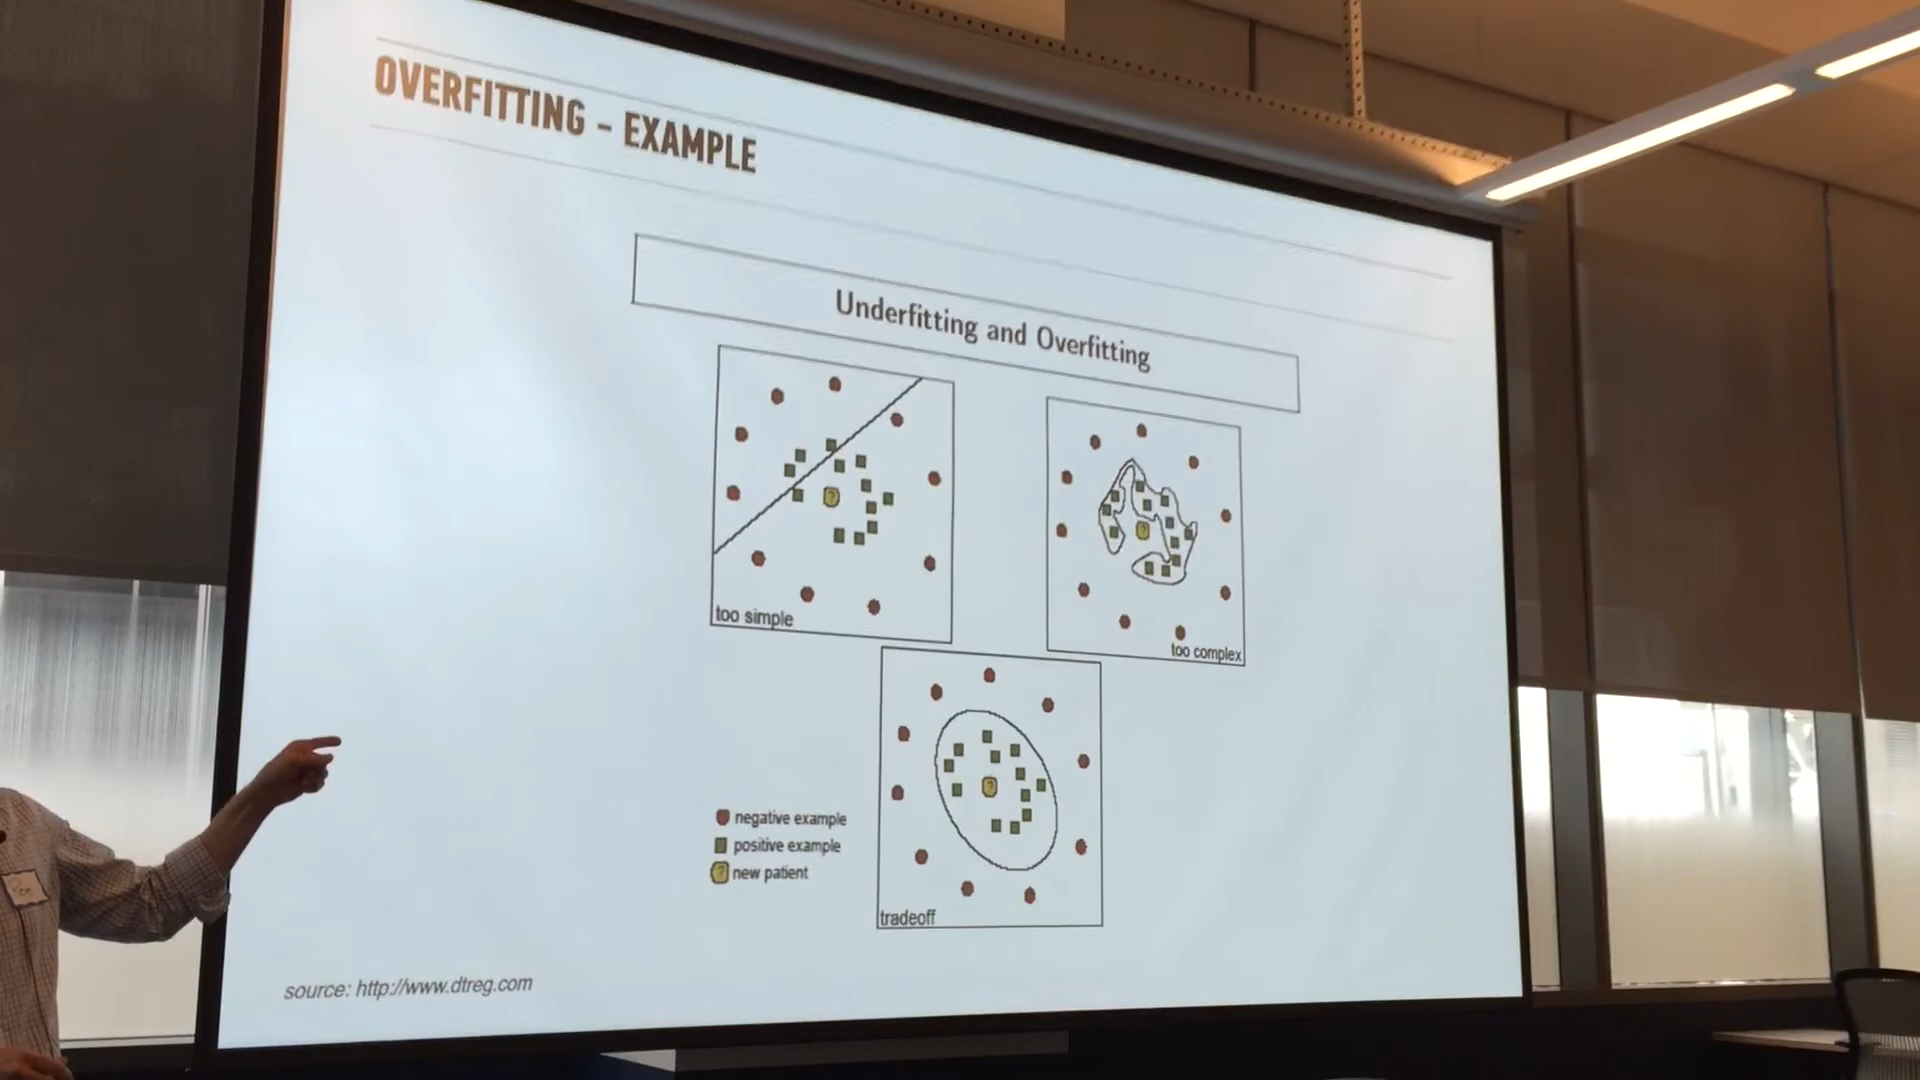 OVERFITTING - EXAMPLE
Underfitting and Overfitting
too simple
too complex
negative example
positive example
? new patient
tradeoff
source: http://www.dtreg.com